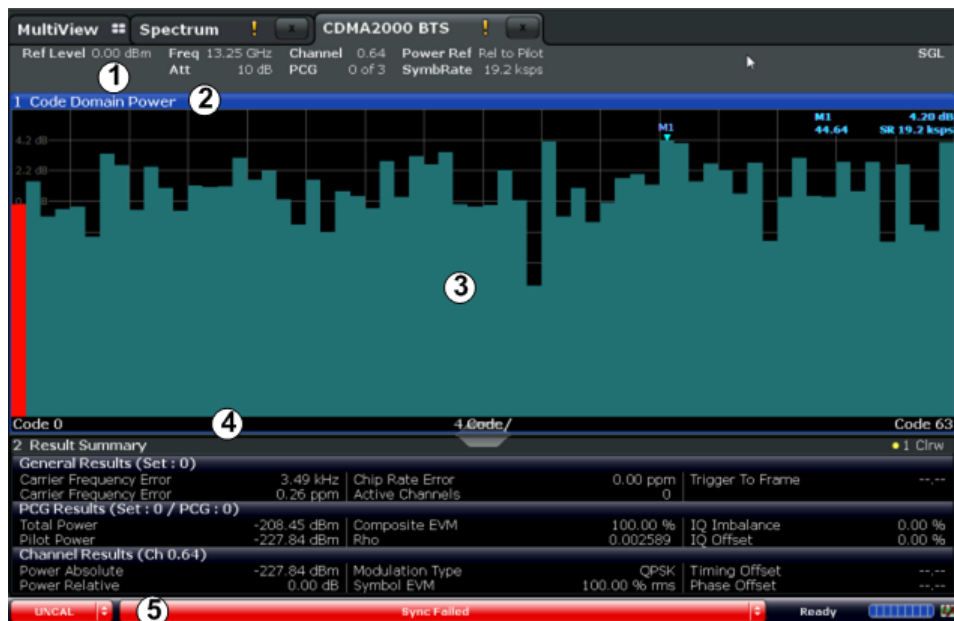 MultiView Spectrum ! x CDMA2000 BTS ! x
Ref Level 0.00 dBm Freq 13.25 GHz Channel 0.64 Power Ref Rel to Pilot SGL
1 Att 10 dB PCG 0 of 3 SymbRate 19.2 ksps
1 Code Domain Power 2
M1 M1 4.20 dB
44.64 SR 19.2 ksps
4.2 dB
2.2 dB
3
4
Code 0 Code/ Code 63
2 Result Summary 1 Clrw
General Results (Set : 0)
Carrier Frequency Error 3.49 kHz Chip Rate Error 0.00 ppm Trigger To Frame --.--
Carrier Frequency Error 0.26 ppm Active Channels 0
PCG Results (Set : 0 / PCG : 0)
Total Power -208.45 dBm Composite EVM 100.00 % IQ Imbalance 0.00 %
Pilot Power -227.84 dBm Rho 0.002589 IQ Offset 0.00 %
Channel Results (Ch 0.64)
Power Absolute -227.84 dBm Modulation Type QPSK Timing Offset --.--
Power Relative 0.00 dB Symbol EVM 100.00 % rms Phase Offset --.--
UNCAL 5 Sync Failed Ready